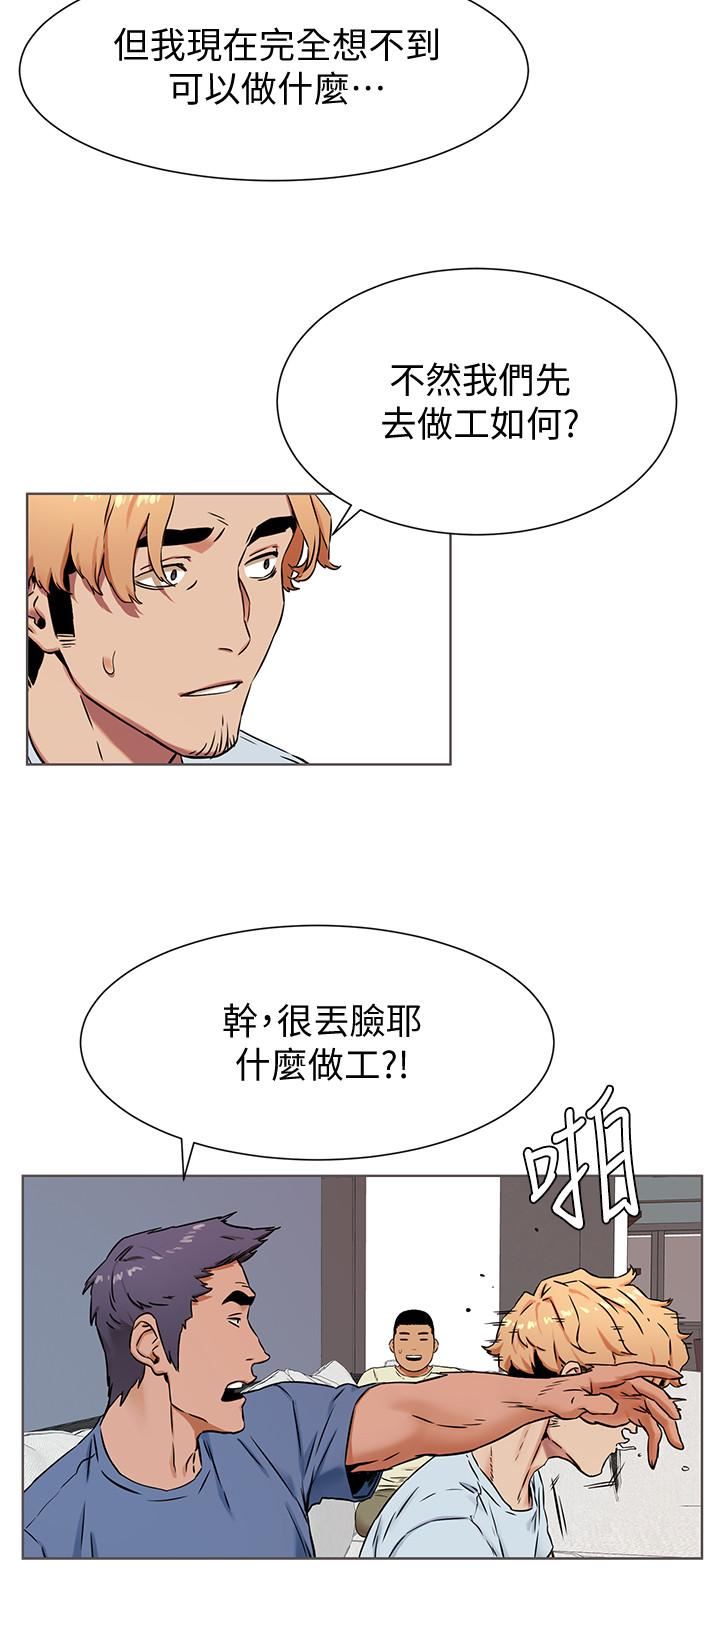 但我現在完全想不到
可以做什麼…
不然我們先
去做工如何?
幹，很丟臉耶
什麼做工?!
啪